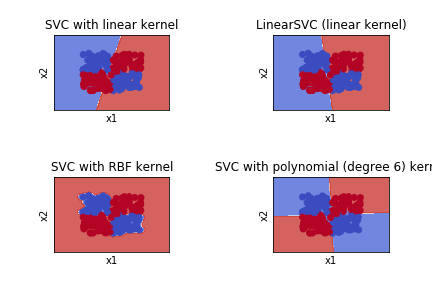 SVC with linear kernel
LinearSVC (linear kernel)
x2
x1
x2
x1
SVC with RBF kernel
SVC with polynomial (degree 6) kern
x2
x1
x2
x1